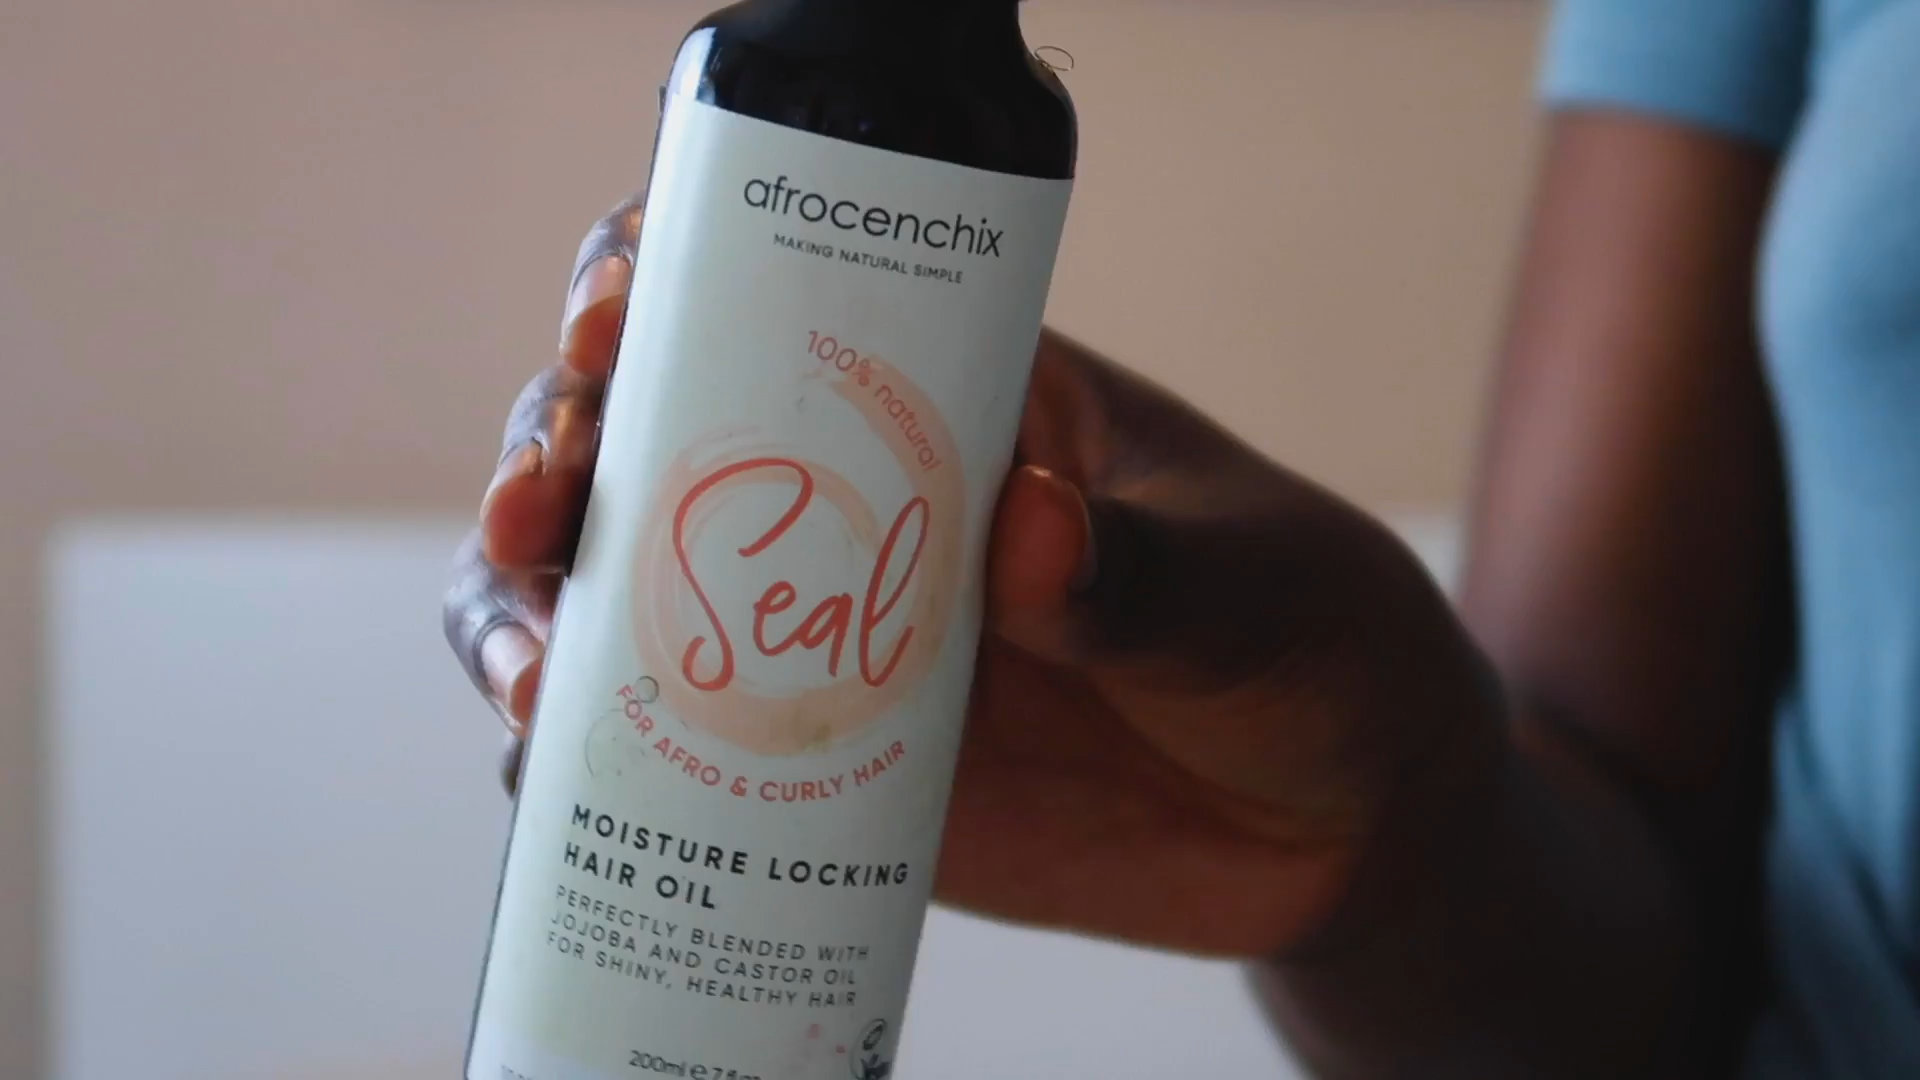 afrocenchix
MAKING NATURAL SIMPLE
100% natural
Seal
FOR AFRO & CURLY HAIR
MOISTURE LOCKING
HAIR OIL
PERFECTLY BLENDED WITH
JOJOBA AND CASTOR OIL
FOR SHINY, HEALTHY HAIR
200ml e 7